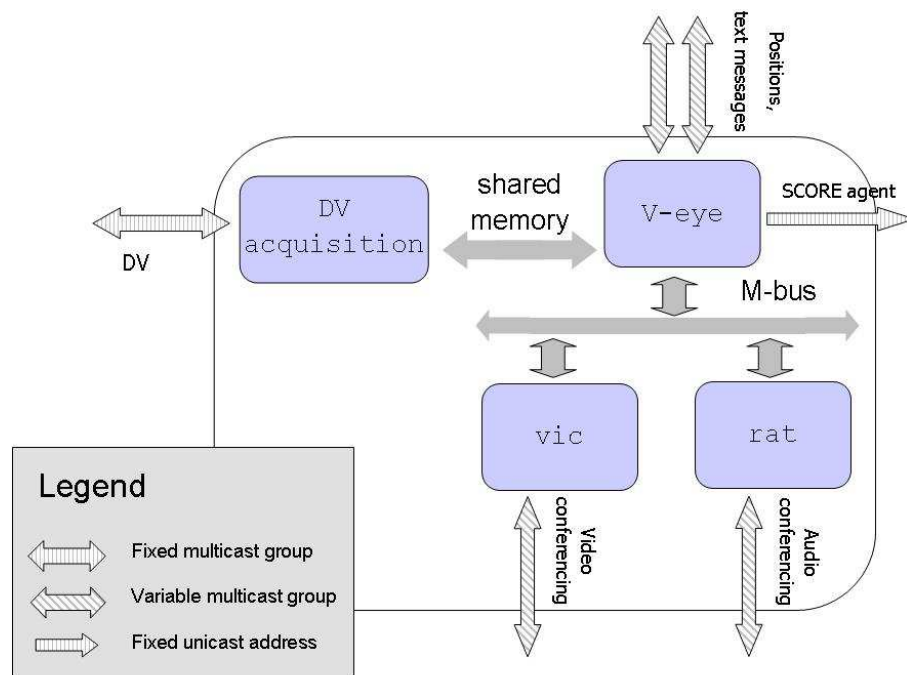 Positions,
text messages
shared
memory
SCORE agent
DV
acquisition
V-eye
DV
M-bus
vic
rat
Video
conferencing
Audio
conferencing
Legend
Fixed multicast group
Variable multicast group
Fixed unicast address